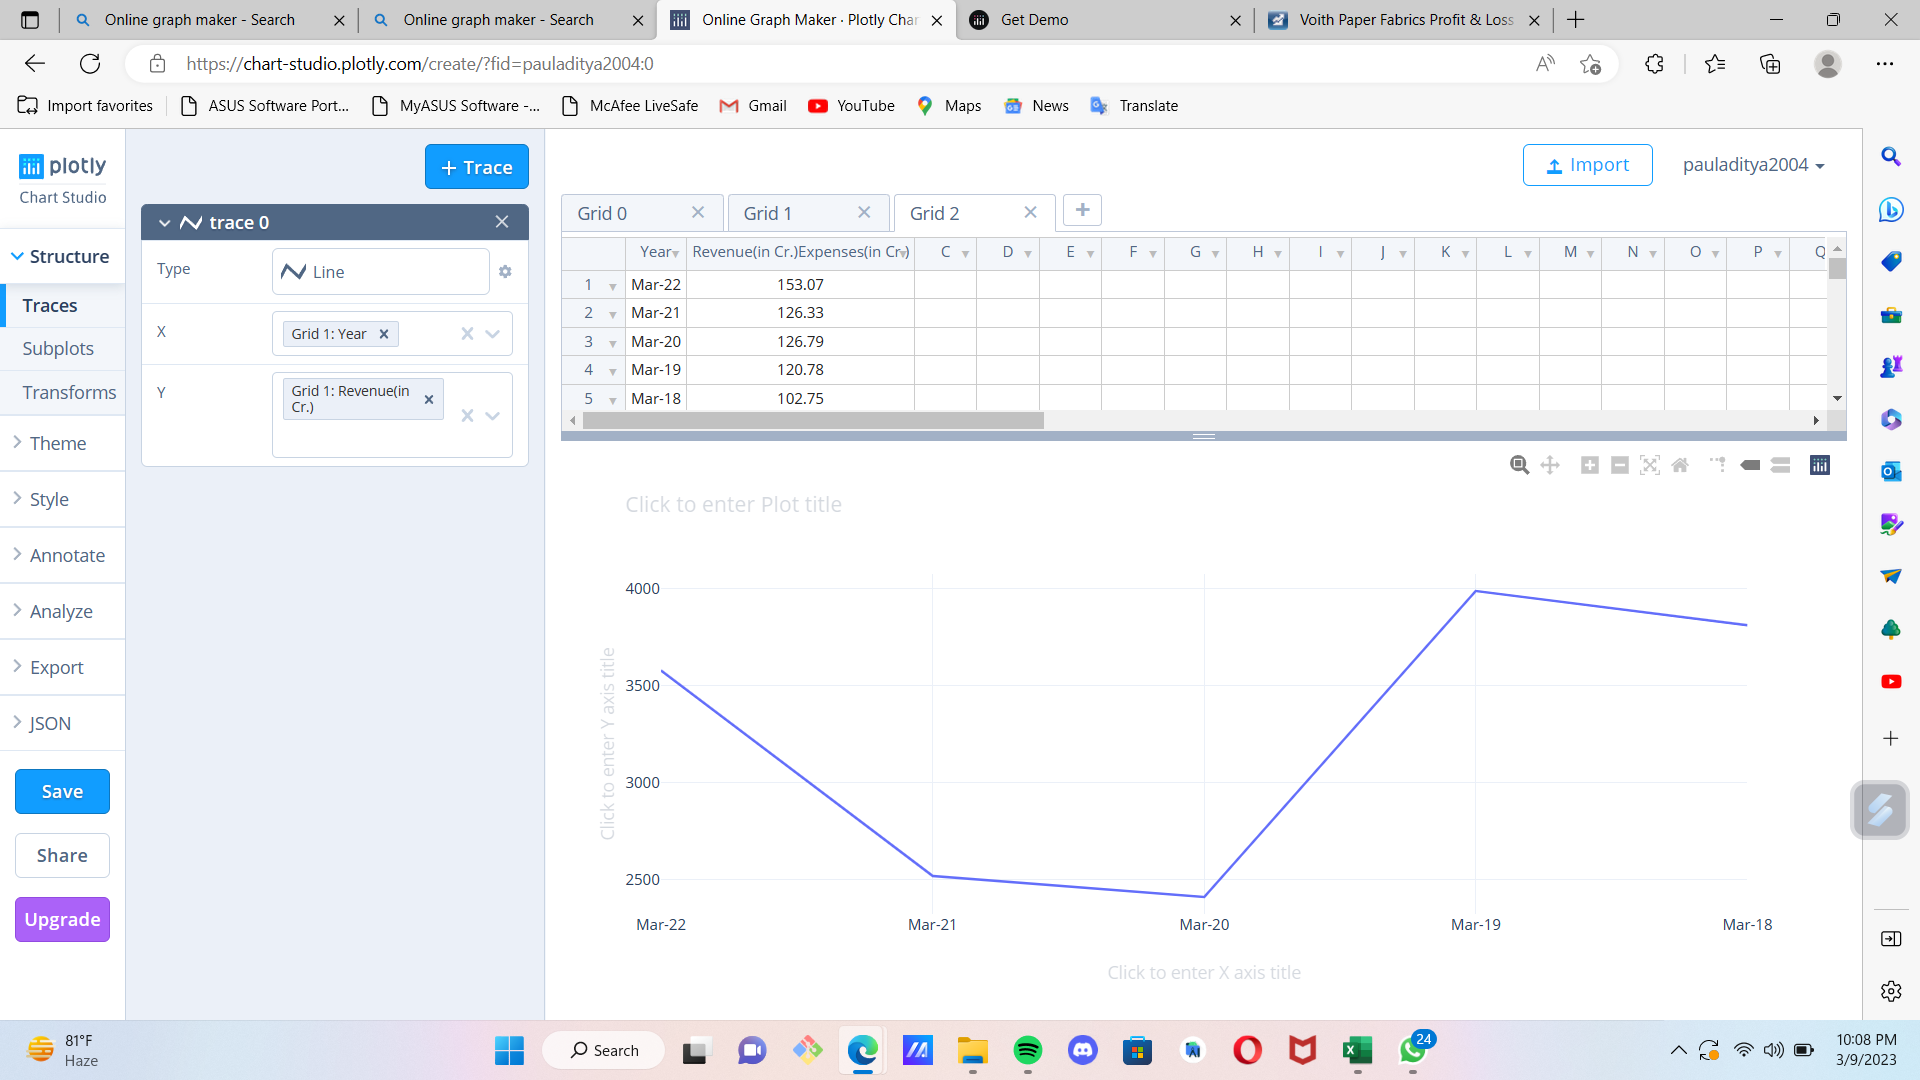 Online graph maker - Search
Online graph maker - Search
Online Graph Maker · Plotly Char
Get Demo
Voith Paper Fabrics Profit & Loss
https://chart-studio.plotly.com/create/?fid=pauladitya2004:0
Import favorites
ASUS Software Port...
MyASUS Software -...
McAfee LiveSafe
Gmail
YouTube
Maps
News
Translate
plotly
Chart Studio
Structure
Traces
Subplots
Transforms
Theme
Style
Annotate
Analyze
Export
JSON
Save
Share
Upgrade
+ Trace
trace 0
Type
Line
X
Grid 1: Year
Y
Grid 1: Revenue(in
Cr.)
Import
pauladitya2004
Grid 0
Grid 1
Grid 2
Year Revenue(in Cr.)Expenses(in Cr.) C D E F G H I J K L M N O P Q
1 Mar-22 153.07
2 Mar-21 126.33
3 Mar-20 126.79
4 Mar-19 120.78
5 Mar-18 102.75
Click to enter Plot title
4000
3500
3000
2500
Click to enter Y axis title
Mar-22 Mar-21 Mar-20 Mar-19 Mar-18
Click to enter X axis title
81°F
Haze
Search
24
10:08 PM
3/9/2023